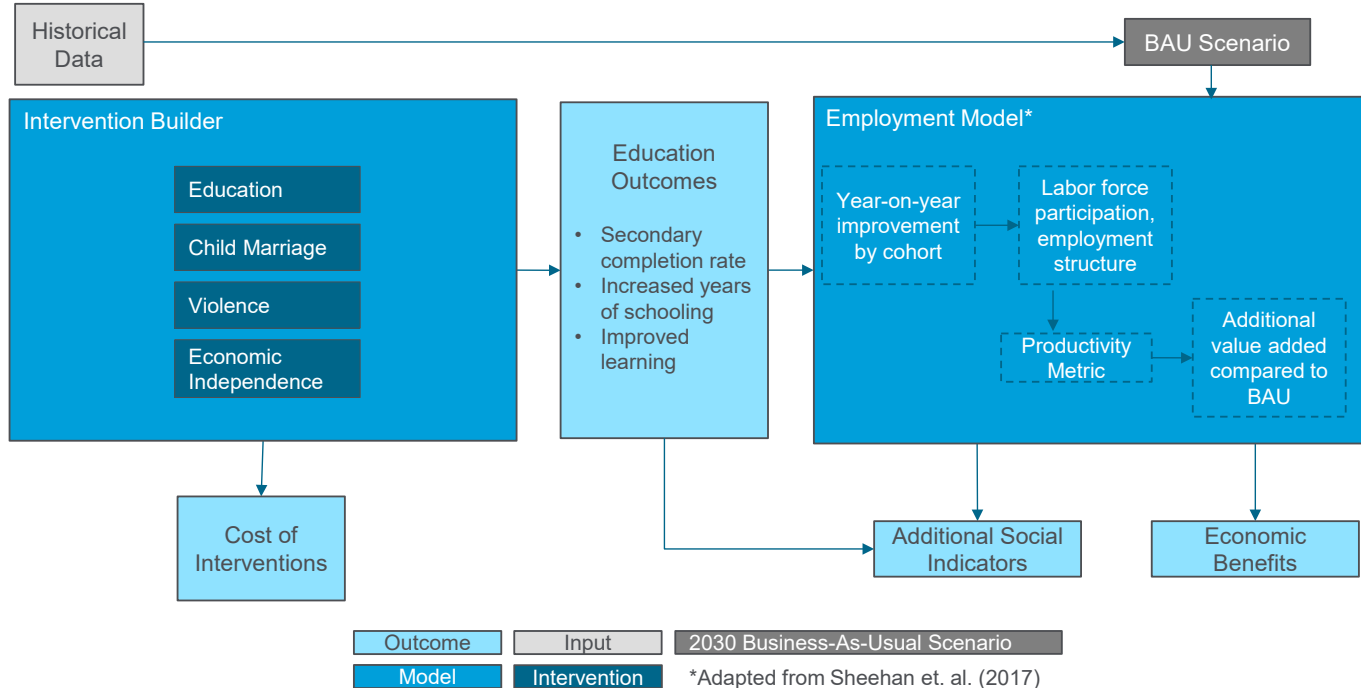 Historical
Data
BAU Scenario
Intervention Builder
Education
Child Marriage
Violence
Economic
Independence
Education
Outcomes
• Secondary
completion rate
• Increased years
of schooling
• Improved
learning
Employment Model*
Year-on-year
improvement
by cohort
Labor force
participation,
employment
structure
Productivity
Metric
Additional
value added
compared to
BAU
Cost of
Interventions
Additional Social
Indicators
Economic
Benefits
Outcome
Input
2030 Business-As-Usual Scenario
Model
Intervention
*Adapted from Sheehan et. al. (2017)